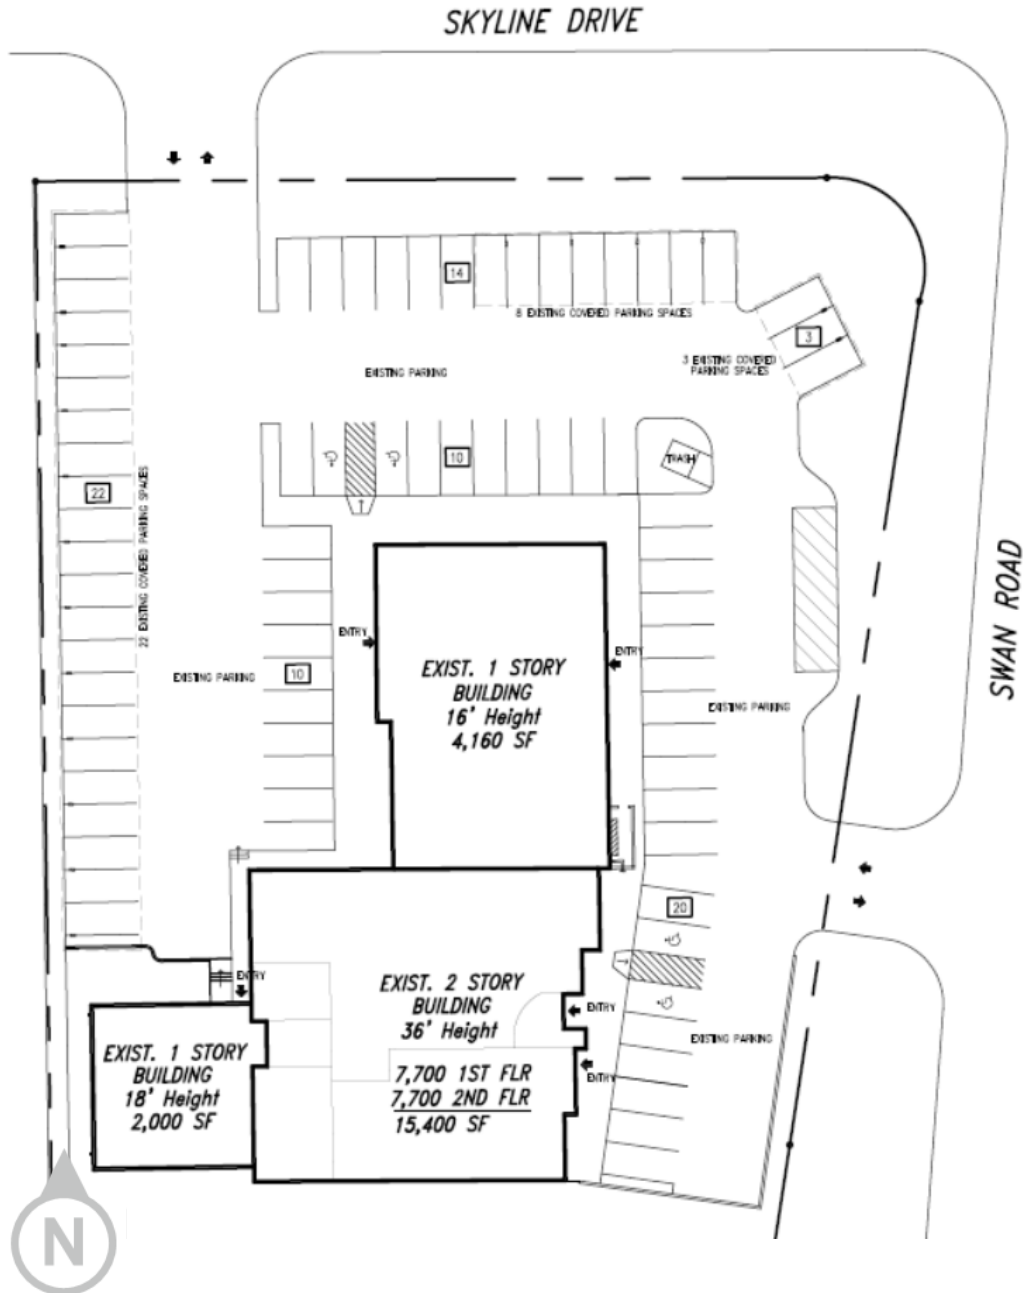 SKYLINE DRIVE
14
8 EXISTING COVERED PARKING SPACES
3
3 EXISTING COVERED
PARKING SPACES
EXISTING PARKING
10
TRASH
22
22 EXISTING COVERED PARKING SPACES
SWAN ROAD
ENTRY
ENTRY
EXIST. 1 STORY
BUILDING
16' Height
4,160 SF
10
EXISTING PARKING
EXISTING PARKING
20
ENTRY
EXIST. 2 STORY
BUILDING
36' Height
ENTRY
EXISTING PARKING
7,700 1ST FLR
7,700 2ND FLR
15,400 SF
ENTRY
EXIST. 1 STORY
BUILDING
18' Height
2,000 SF
N